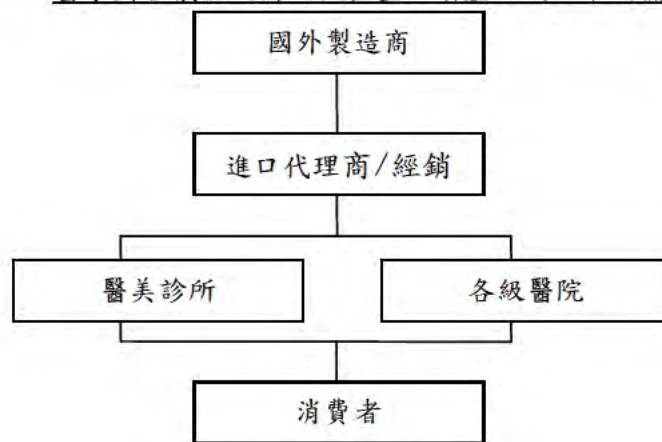 國外製造商
進口代理商/經銷
醫美診所
各級醫院
消費者